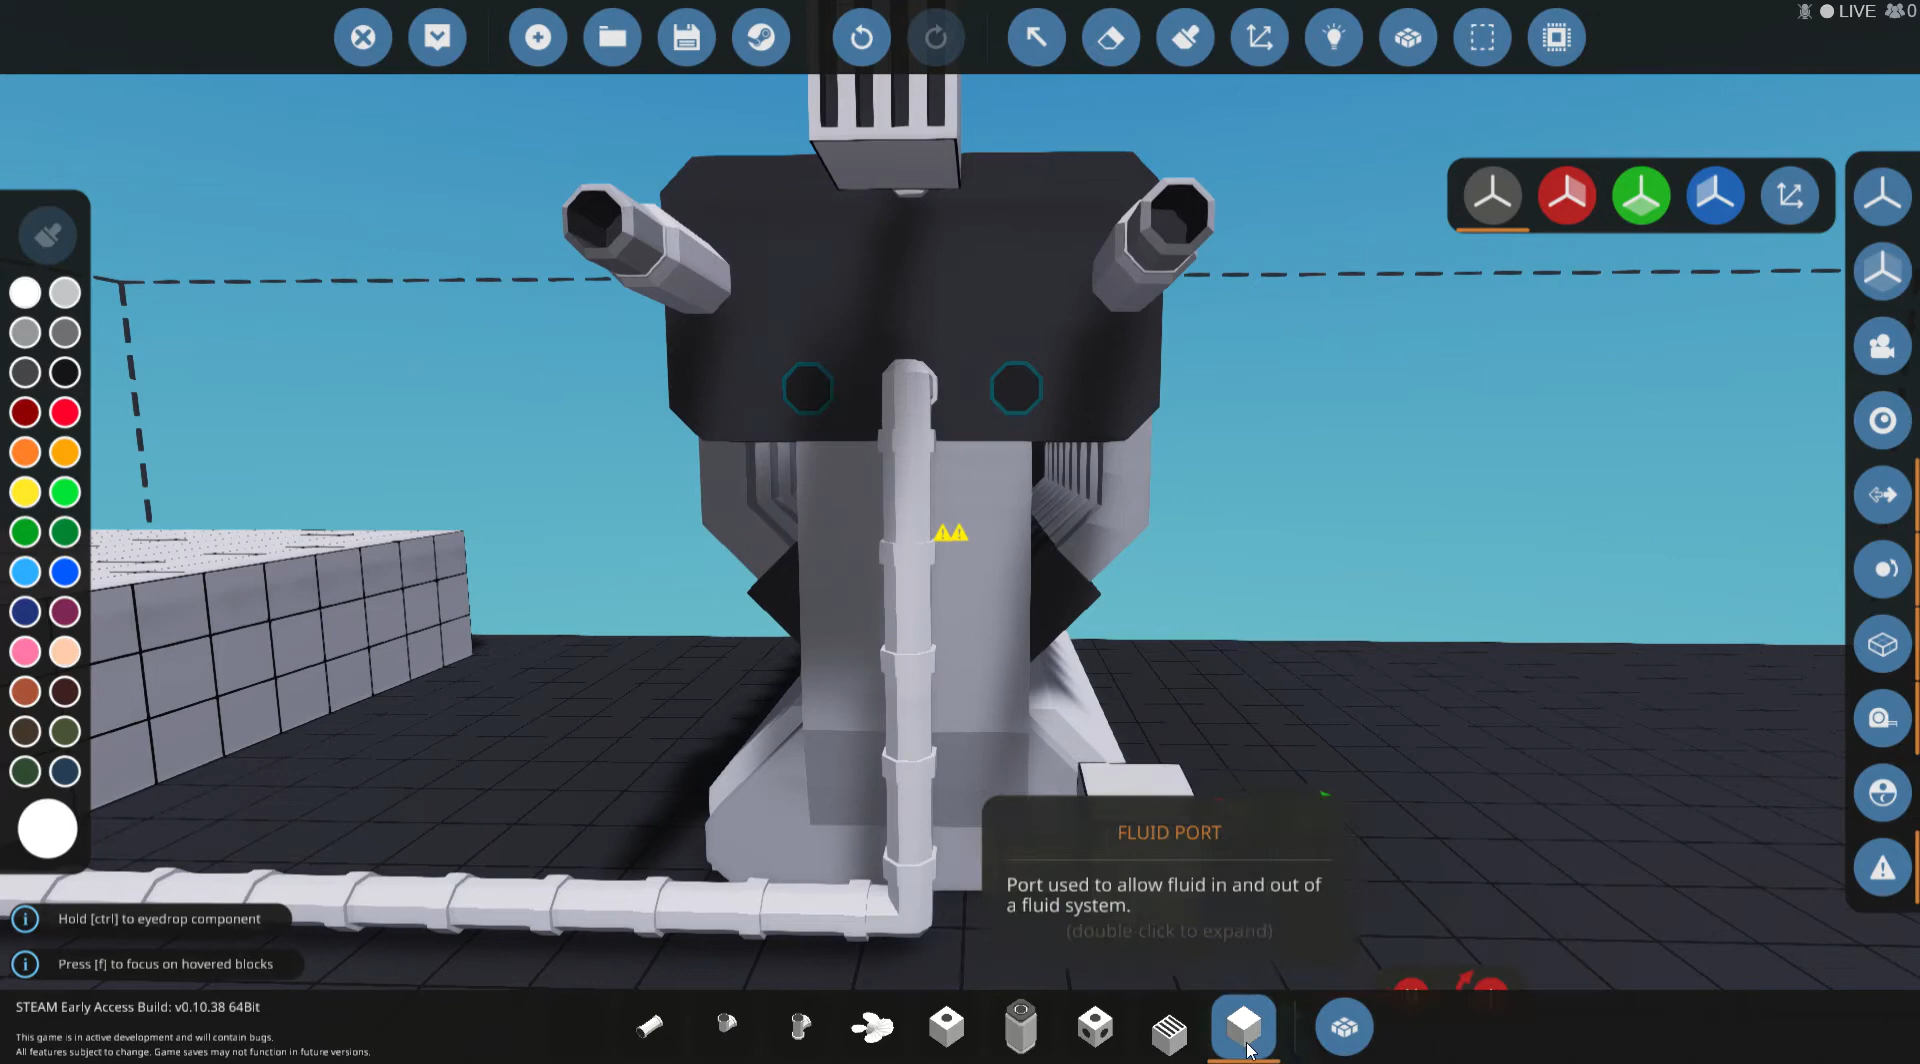 LIVE 0
FLUID PORT
Port used to allow fluid in and out of
a fluid system.
(double click to expand)
Hold [ctrl] to eyedrop component
Press [f] to focus on hovered blocks
STEAM Early Access Build: v0.10.38 64Bit
This game is in active development and will contain bugs.
All features subject to change. Game saves may not function in future versions.